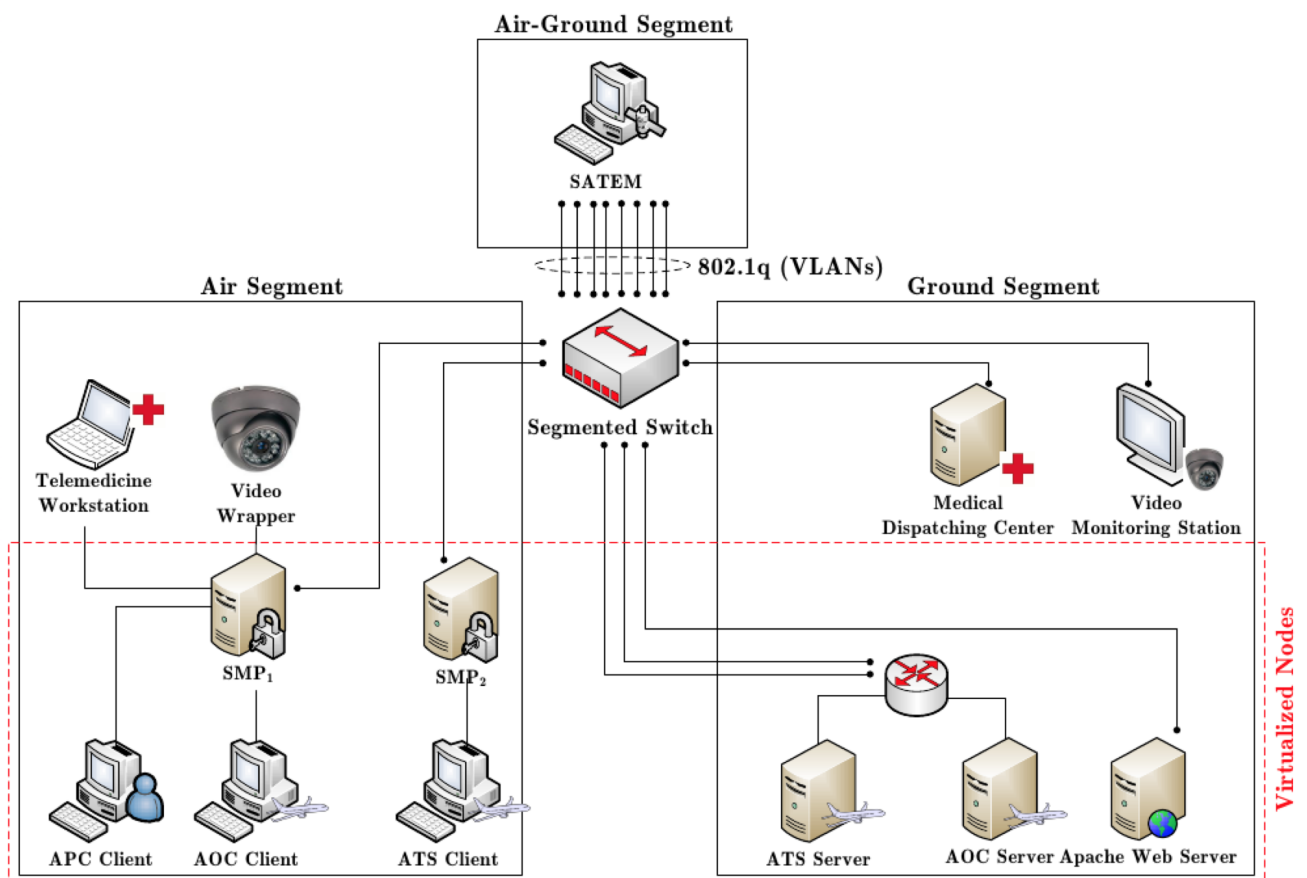 Air-Ground Segment
SATEM
802.1q (VLANs)
Air Segment
Ground Segment
Segmented Switch
Telemedicine
Workstation
Video
Wrapper
Medical
Dispatching Center
Video
Monitoring Station
SMP₁
SMP₂
Virtualized Nodes
APC Client
AOC Client
ATS Client
ATS Server
AOC Server
Apache Web Server